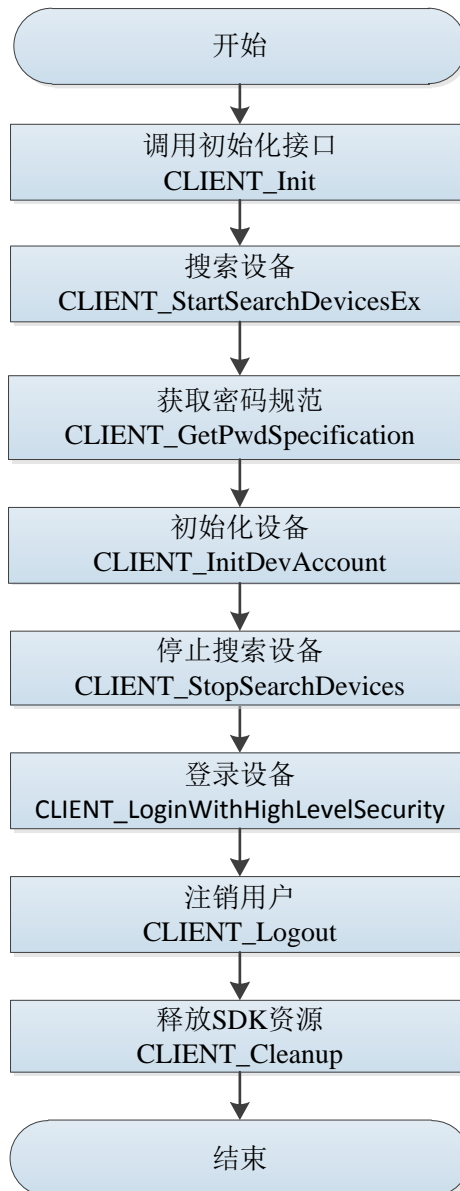 开始
调用初始化接口
CLIENT_Init
搜索设备
CLIENT_StartSearchDevicesEx
获取密码规范
CLIENT_GetPwdSpecification
初始化设备
CLIENT_InitDevAccount
停止搜索设备
CLIENT_StopSearchDevices
登录设备
CLIENT_LoginWithHighLevelSecurity
注销用户
CLIENT_Logout
释放SDK资源
CLIENT_Cleanup
结束